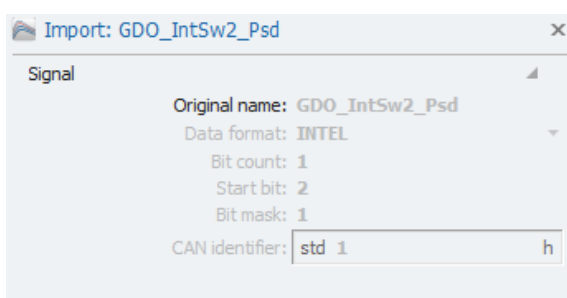 Import: GDO_IntSw2_Psd
Signal
Original name: GDO_IntSw2_Psd
Data format: INTEL
Bit count: 1
Start bit: 2
Bit mask: 1
CAN identifier: std 1 h